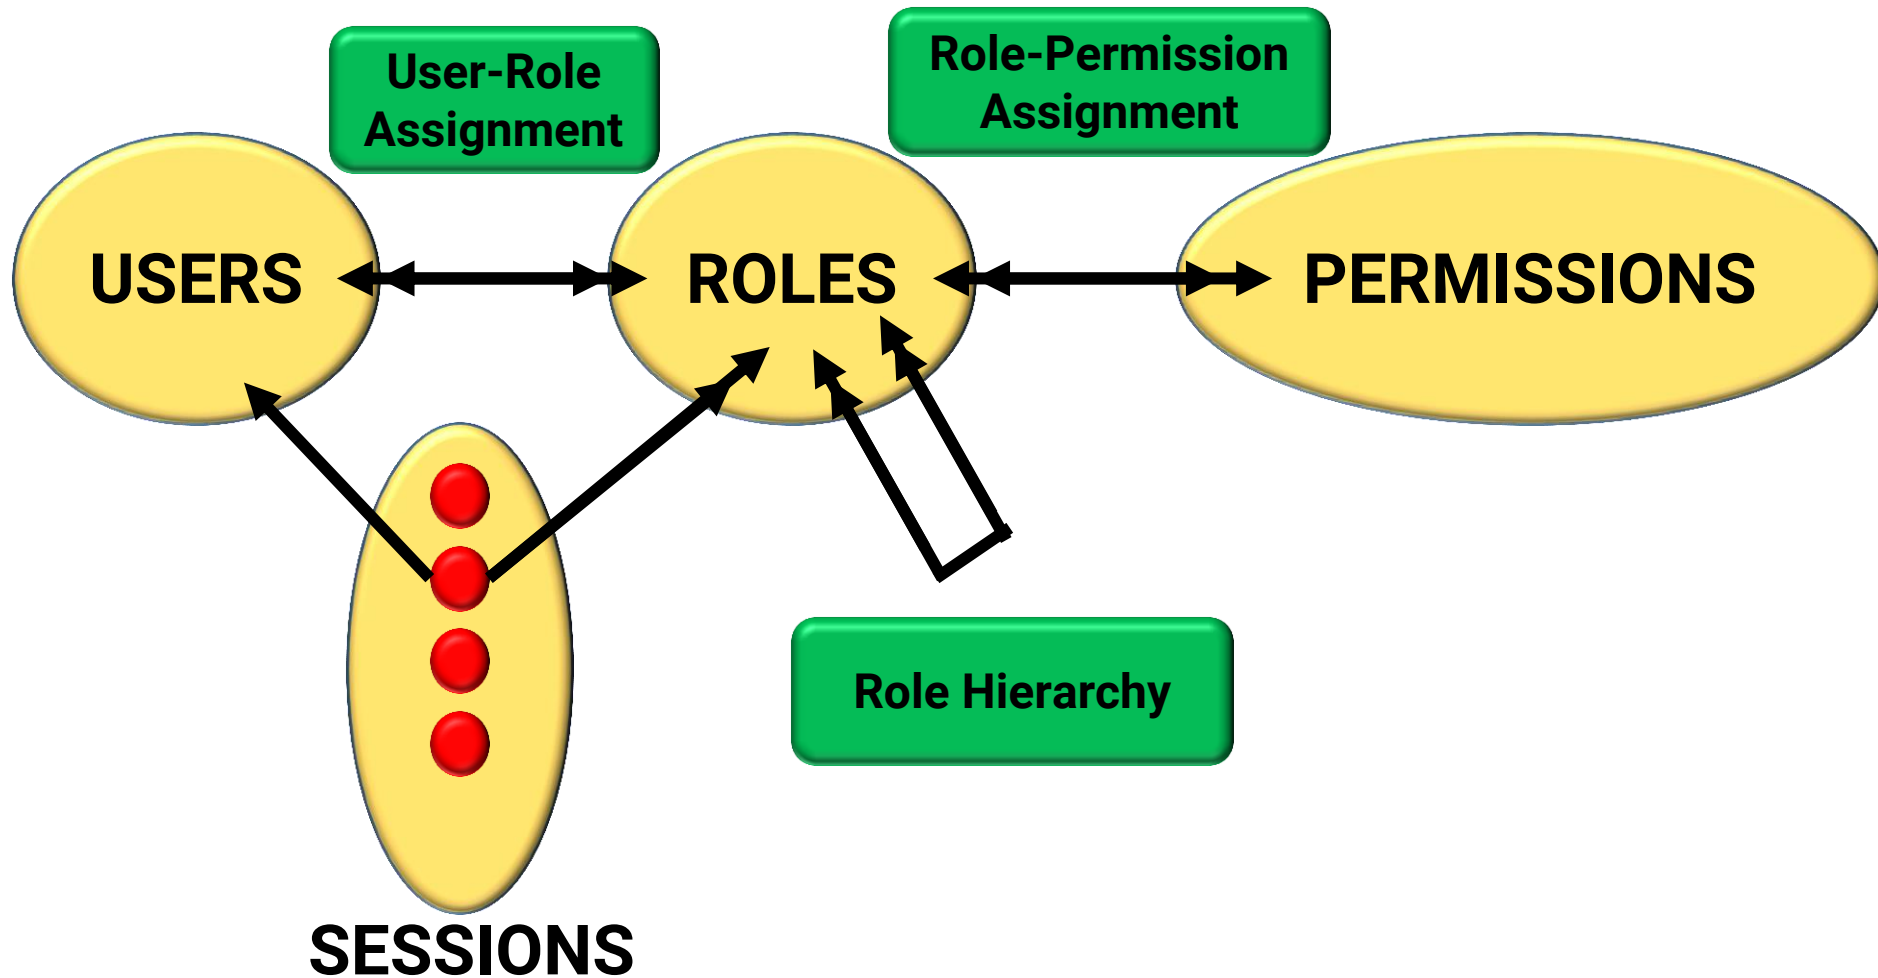 User-Role
Assignment
Role-Permission
Assignment
USERS
ROLES
PERMISSIONS
Role Hierarchy
SESSIONS